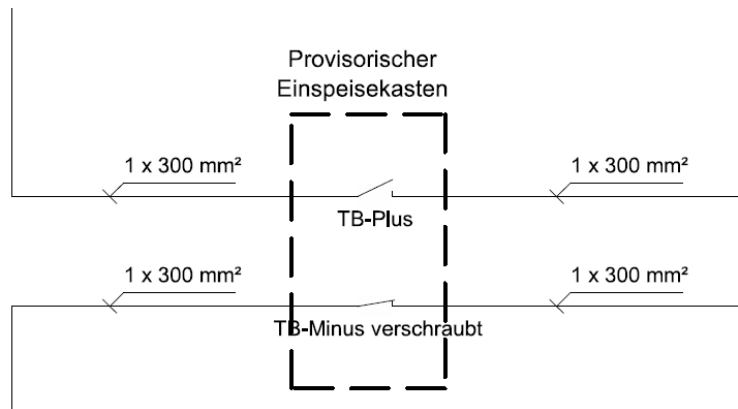 Provisorischer
Einspeisekasten
1 x 300 mm²
1 x 300 mm²
TB-Plus
1 x 300 mm²
1 x 300 mm²
TB-Minus verschraubt